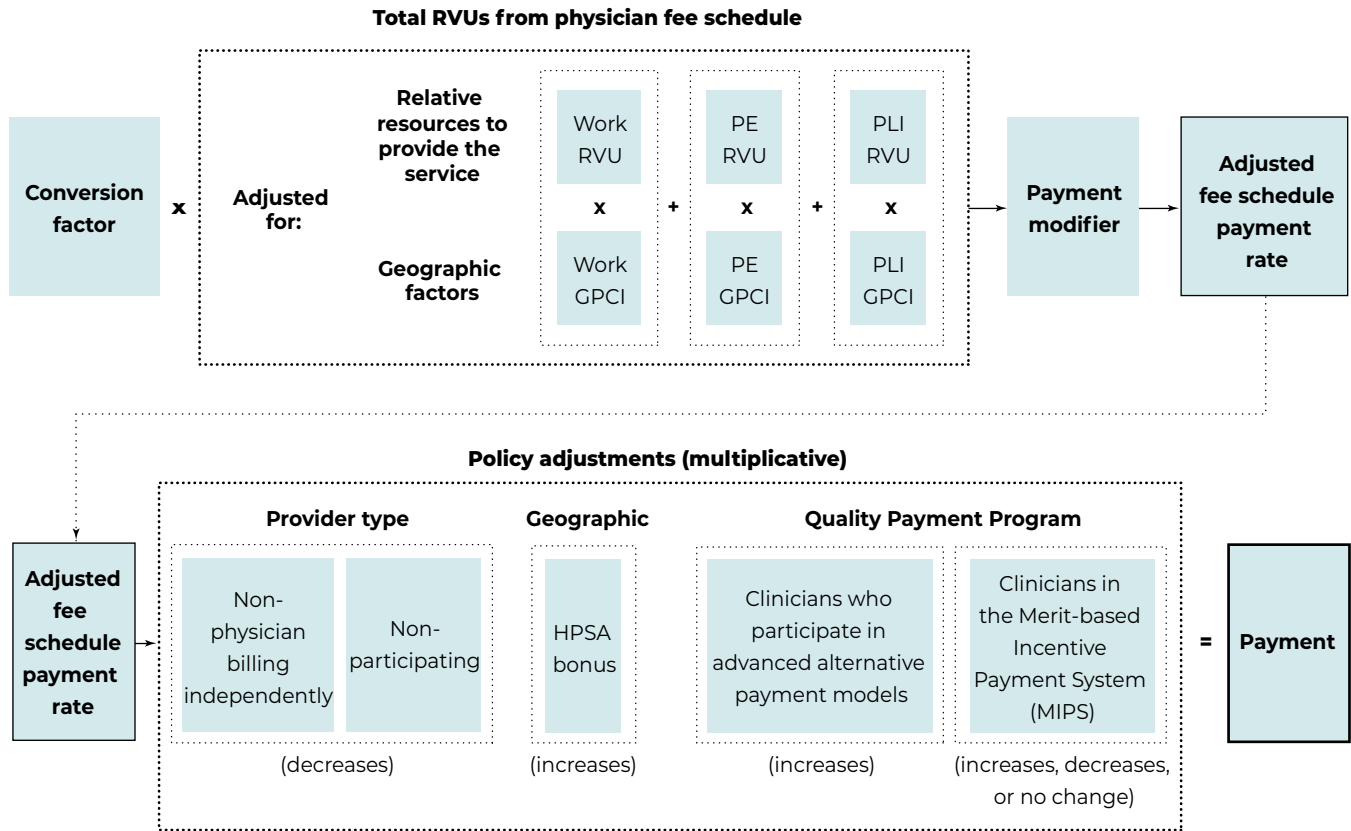 Total RVUs from physician fee schedule
Conversion
factor
x
Adjusted
for:
Relative
resources to
provide the
service
Geographic
factors
Work
RVU
x
Work
GPCI
+
PE
RVU
x
PE
GPCI
+
PLI
RVU
x
PLI
GPCI
Payment
modifier
Adjusted
fee schedule
payment
rate
Policy adjustments (multiplicative)
Adjusted
fee
schedule
payment
rate
Provider type
Non-
physician
billing
independently
Non-
participating
(decreases)
Geographic
HPSA
bonus
(increases)
Quality Payment Program
Clinicians who
participate in
advanced alternative
payment models
(increases)
Clinicians in
the Merit-based
Incentive
Payment System
(MIPS)
(increases, decreases,
or no change)
=
Payment